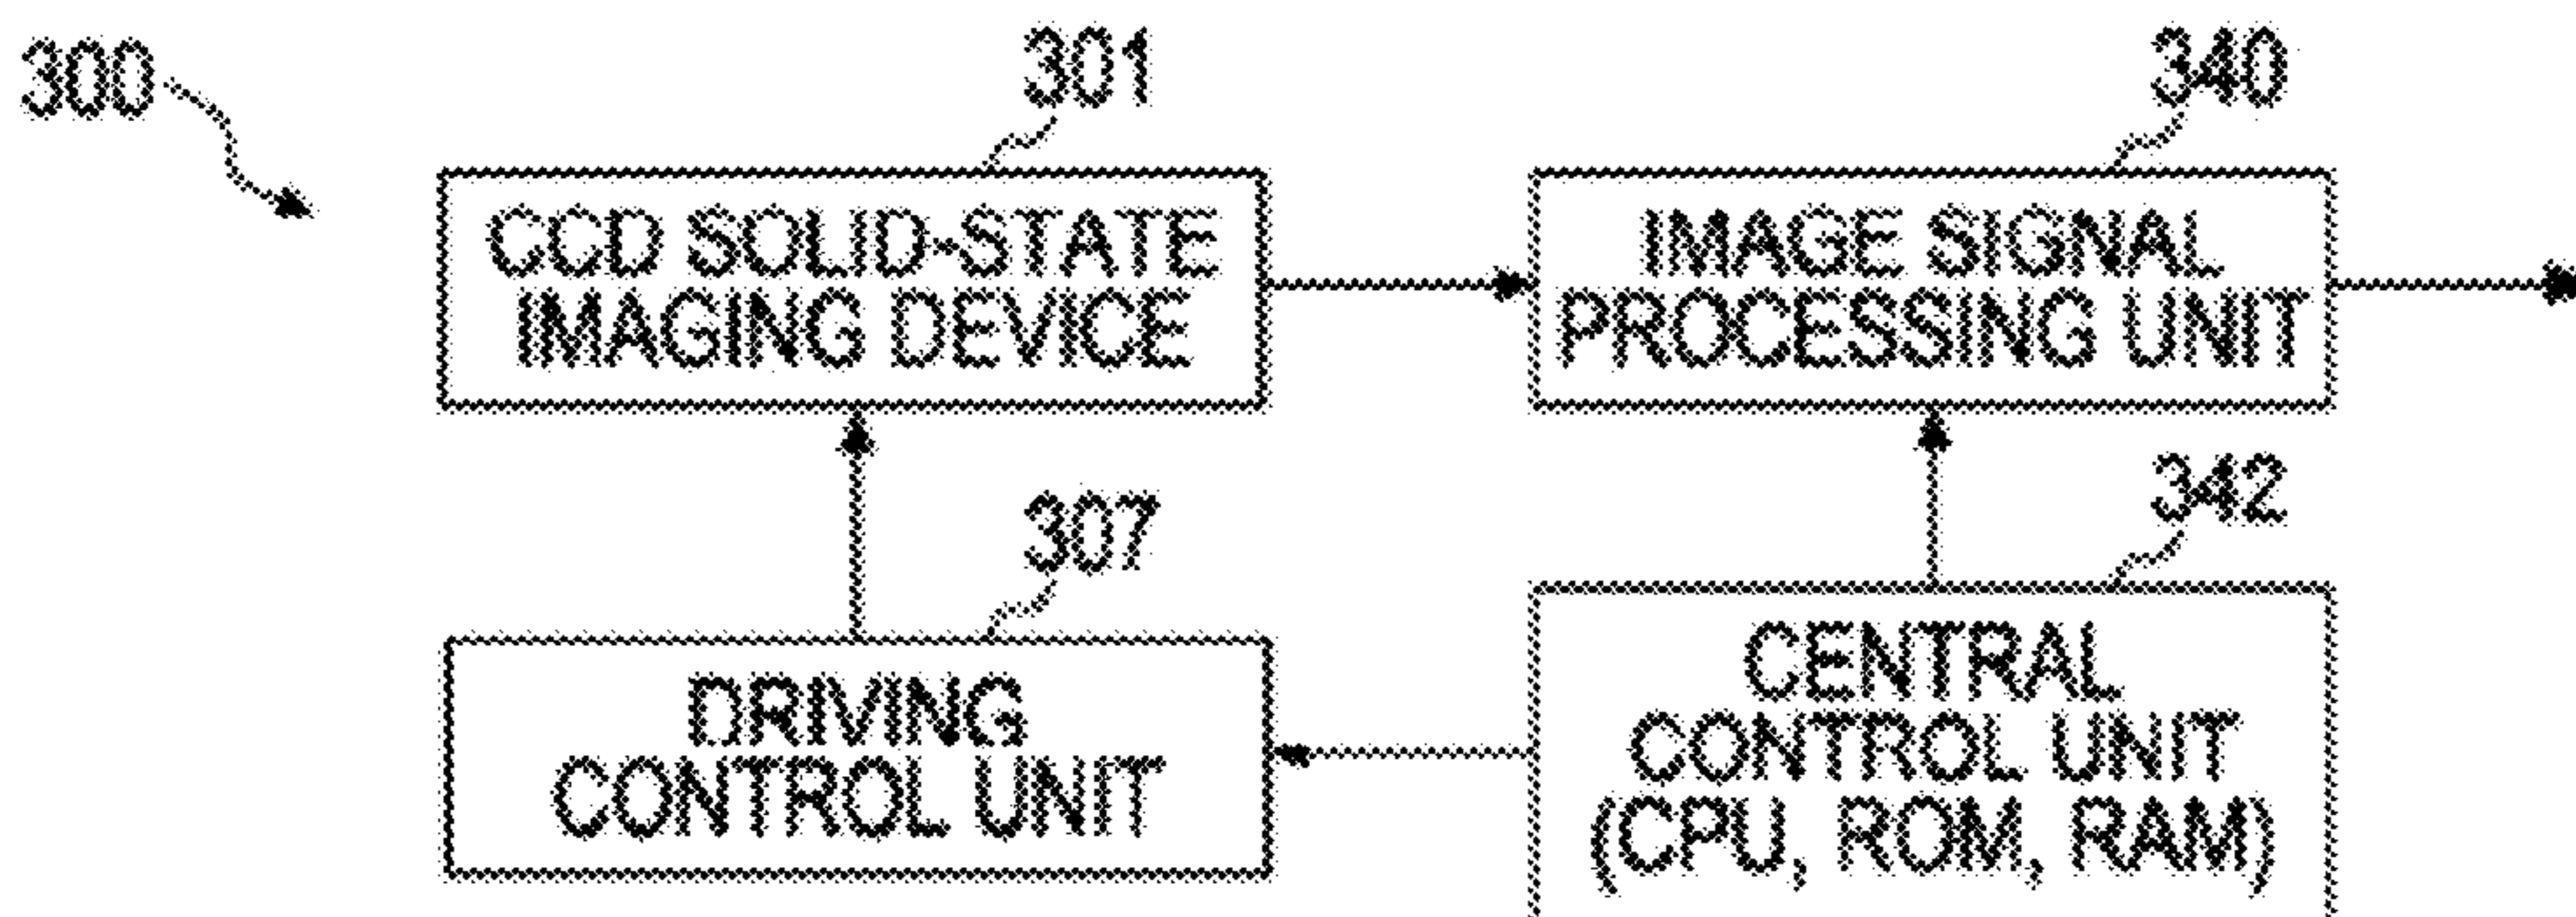 300
301
340
CCD SOLID-STATE
IMAGING DEVICE
IMAGE SIGNAL
PROCESSING UNIT
307
342
DRIVING
CONTROL UNIT
CENTRAL
CONTROL UNIT
(CPU, ROM, RAM)